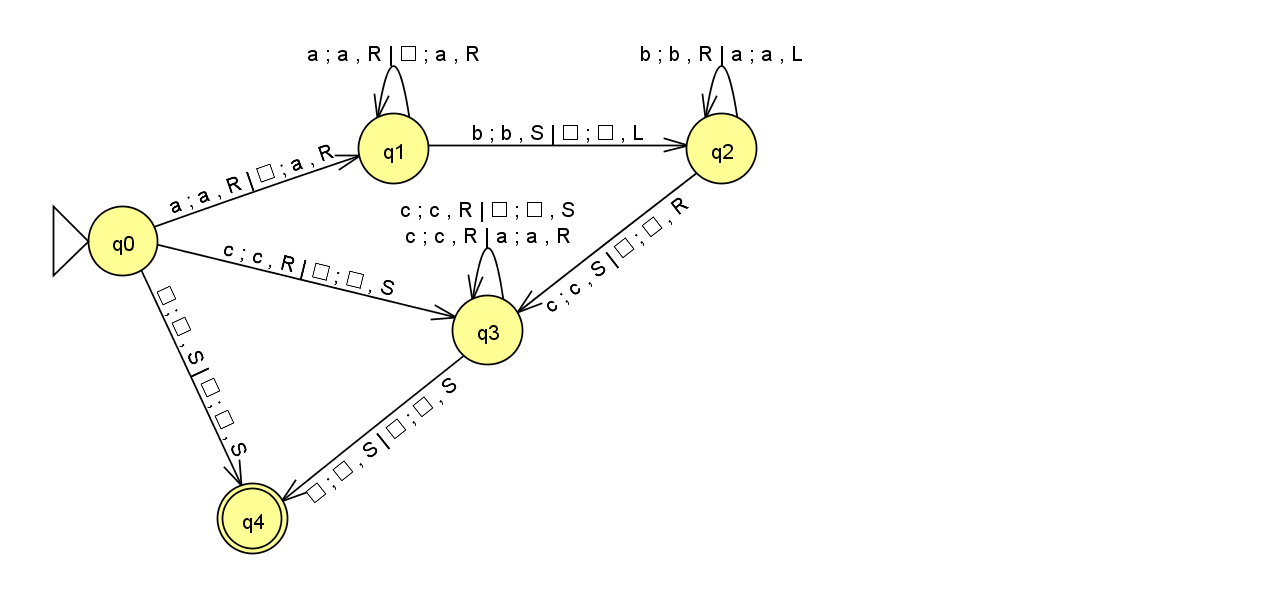 a ; a , R | □ ; a , R
b ; b , R | a ; a , L
b ; b , S | □ ; □ , L
q1
q2
a ; a , R | □ ; a , R
c ; c , R | □ ; □ , S
c ; c , R | a ; a , R
q0
c ; c , R | □ ; □ , S
c ; c , S | □ ; □ , R
q3
□ ; □ , S | □ ; □ , S
□ ; □ , S | □ ; □ , S
q4